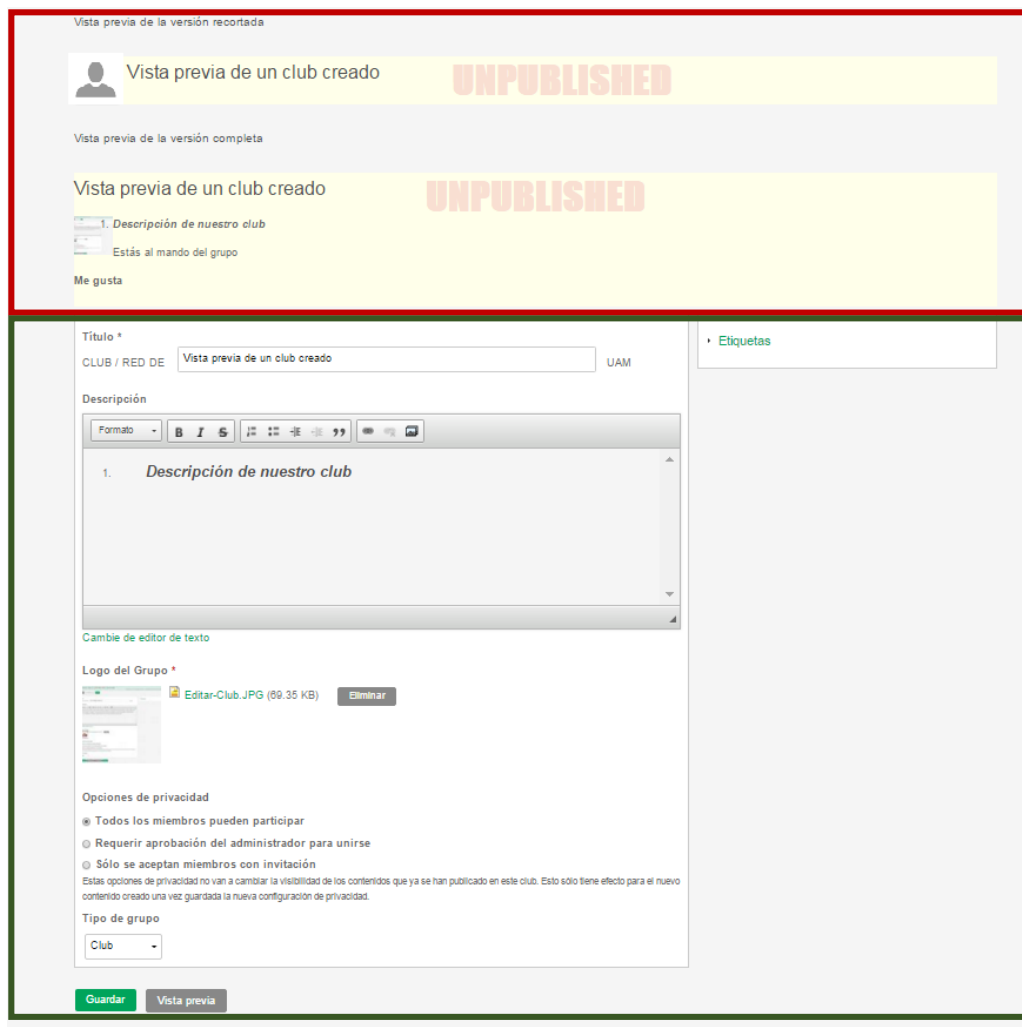 Vista previa de la versión recortada
Vista previa de un club creado
UNPUBLISHED
Vista previa de la versión completa
Vista previa de un club creado
UNPUBLISHED
1. Descripción de nuestro club
Estás al mando del grupo
Me gusta
Título *
CLUB / RED DE Vista previa de un club creado UAM
Etiquetas
Descripción
Formato B I S
1. Descripción de nuestro club
Cambie de editor de texto
Logo del Grupo *
Editar-Club.JPG (69.35 KB) Eliminar
Opciones de privacidad
Todos los miembros pueden participar
Requerir aprobación del administrador para unirse
Sólo se aceptan miembros con invitación
Estas opciones de privacidad no van a cambiar la visibilidad de los contenidos que ya se han publicado en este club. Esto sólo tiene efecto para el nuevo
contenido creado una vez guardada la nueva configuración de privacidad.
Tipo de grupo
Club
Guardar Vista previa